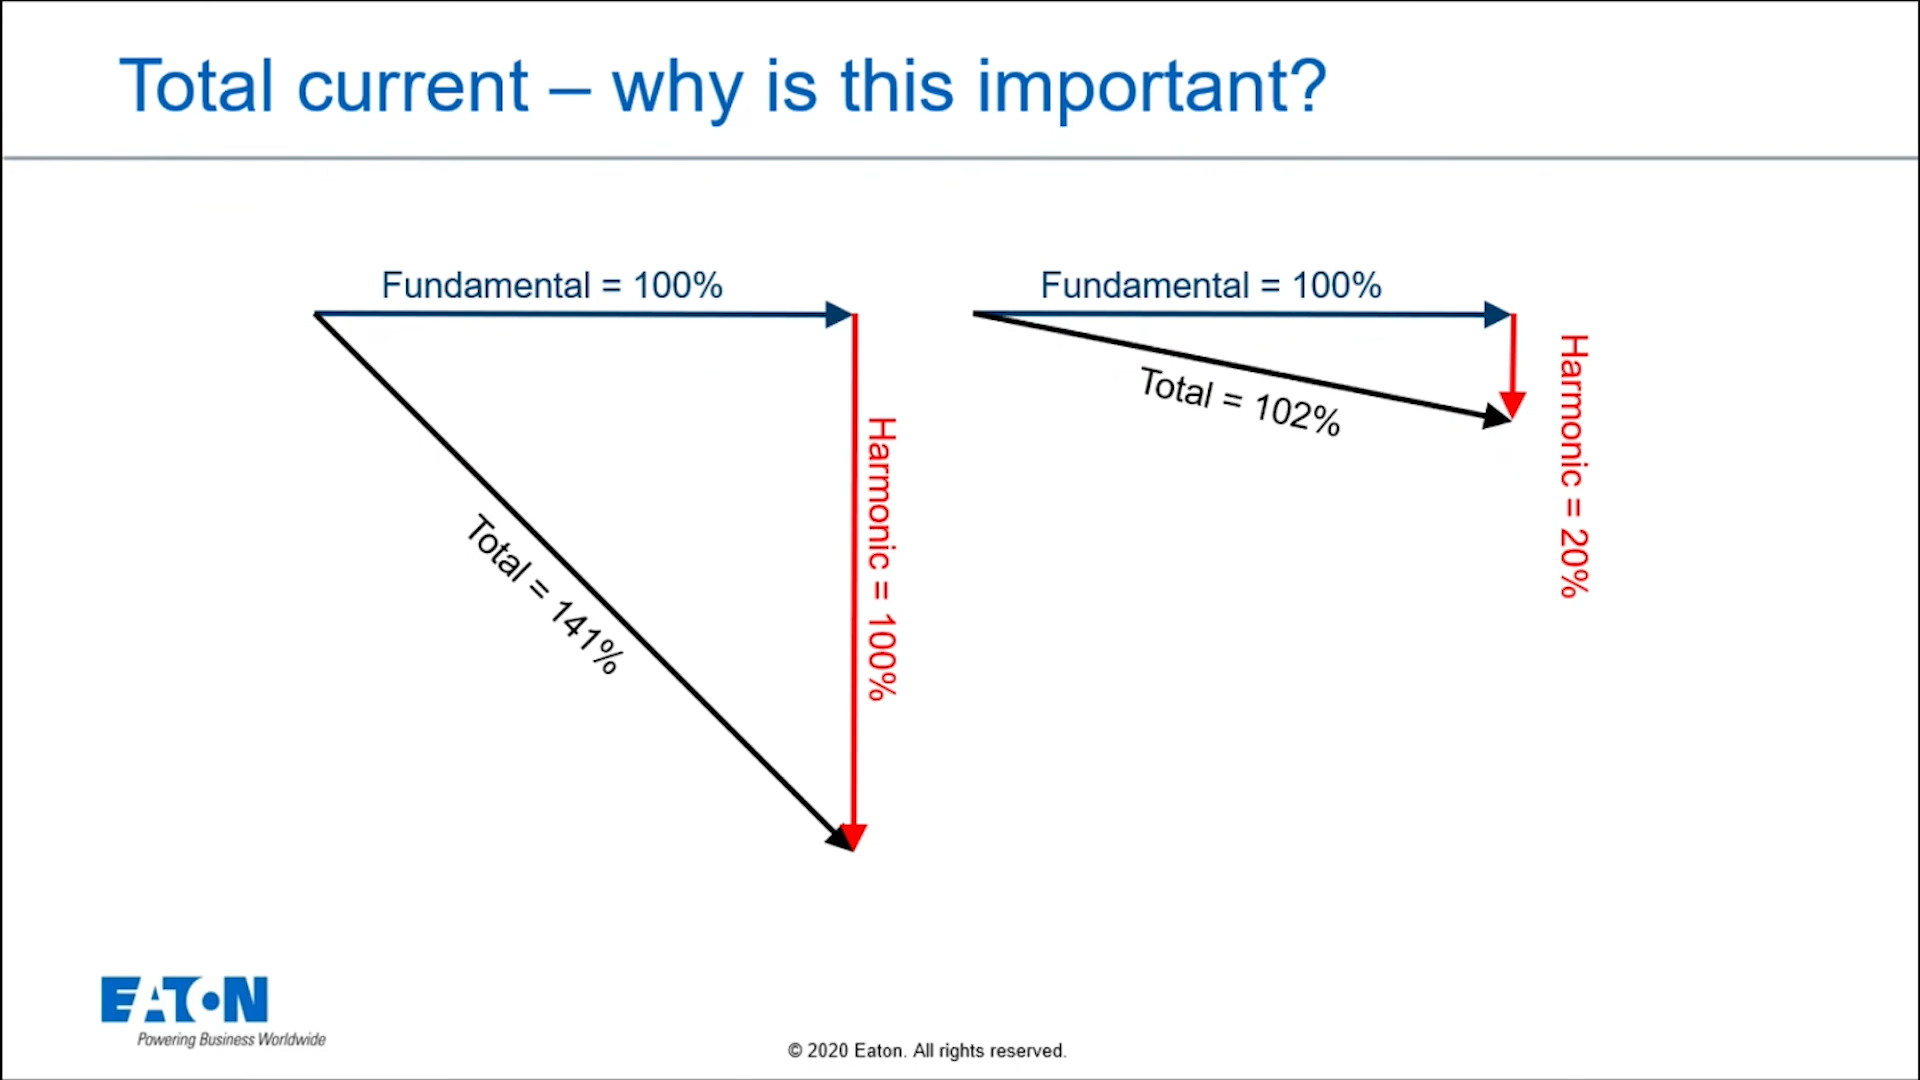 Total current – why is this important?
Fundamental = 100%
Harmonic = 100%
Total = 141%
Fundamental = 100%
Total = 102%
Harmonic = 20%
EATON
Powering Business Worldwide
© 2020 Eaton. All rights reserved.